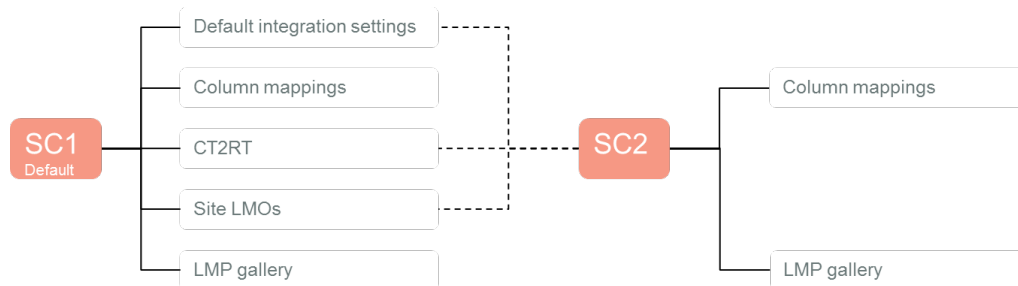 Default integration settings
Column mappings
SC1
Default
CT2RT
Site LMOs
LMP gallery
SC2
Column mappings
LMP gallery